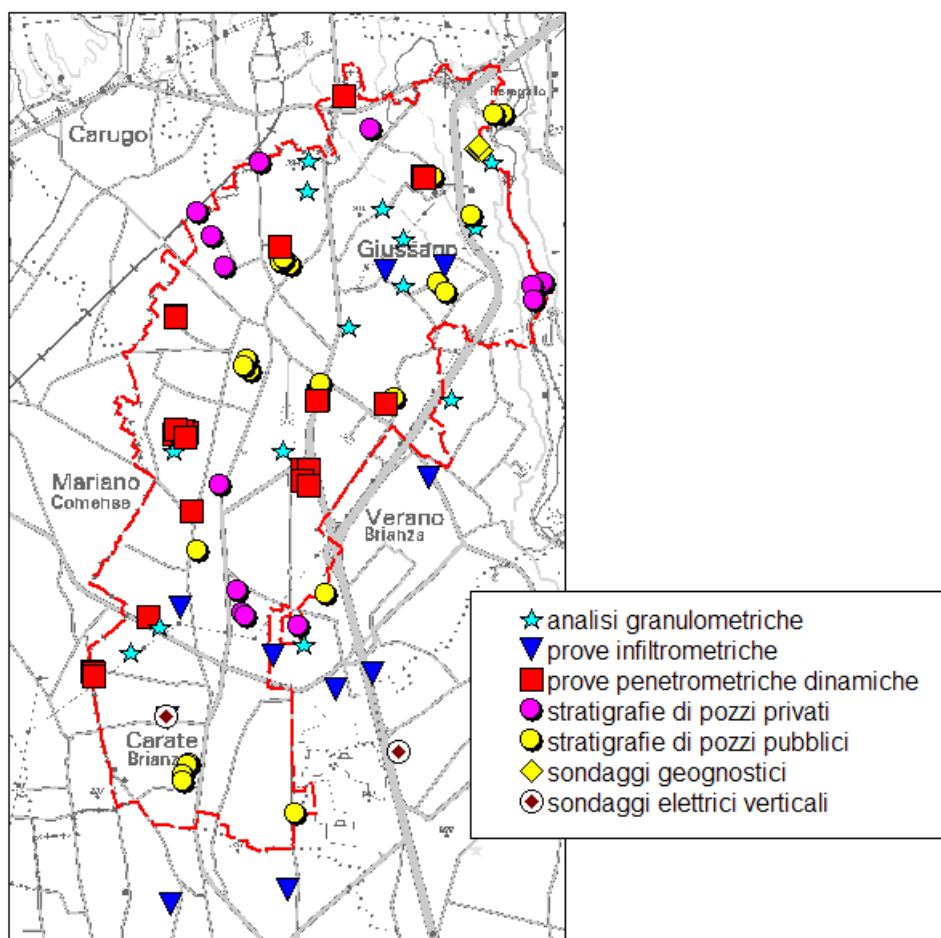 Carugo
Giussano
Mariano
Comense
Verano
Brianza
Carate
Brianza
analisi granulometriche
prove infiltrometriche
prove penetrometriche dinamiche
stratigrafie di pozzi privati
stratigrafie di pozzi pubblici
sondaggi geognostici
sondaggi elettrici verticali